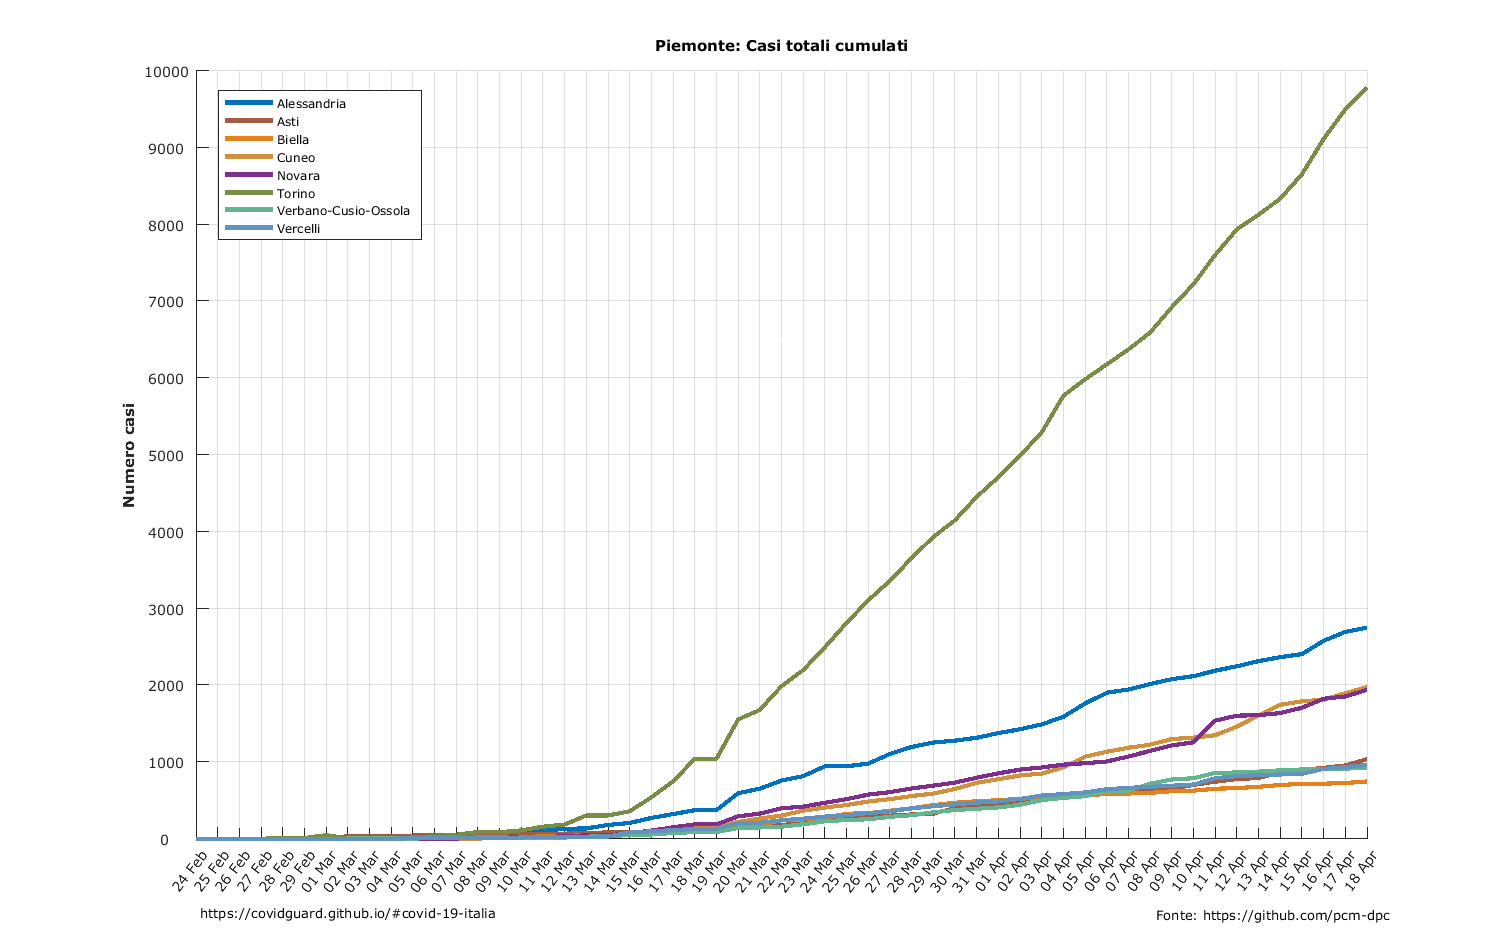 Piemonte: Casi totali cumulati
10000
9000
8000
7000
6000
5000
4000
3000
2000
1000
0
Numero casi
Alessandria
Asti
Biella
Cuneo
Novara
Torino
Verbano-Cusio-Ossola
Vercelli
24 Feb
25 Feb
26 Feb
27 Feb
28 Feb
29 Feb
01 Mar
02 Mar
03 Mar
04 Mar
05 Mar
06 Mar
07 Mar
08 Mar
09 Mar
10 Mar
11 Mar
12 Mar
13 Mar
14 Mar
15 Mar
16 Mar
17 Mar
18 Mar
19 Mar
20 Mar
21 Mar
22 Mar
23 Mar
24 Mar
25 Mar
26 Mar
27 Mar
28 Mar
29 Mar
30 Mar
31 Mar
01 Apr
02 Apr
03 Apr
04 Apr
05 Apr
06 Apr
07 Apr
08 Apr
09 Apr
10 Apr
11 Apr
12 Apr
13 Apr
14 Apr
15 Apr
16 Apr
17 Apr
18 Apr
https://covidguard.github.io/#covid-19-italia
Fonte: https://github.com/pcm-dpc